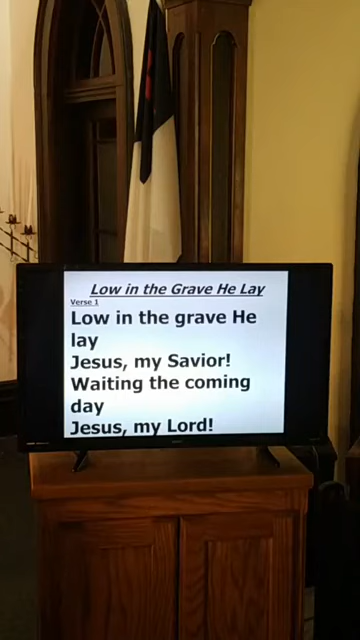 Low in the Grave He Lay
Verse 1
Low in the grave He
lay
Jesus, my Savior!
Waiting the coming
day
Jesus, my Lord!